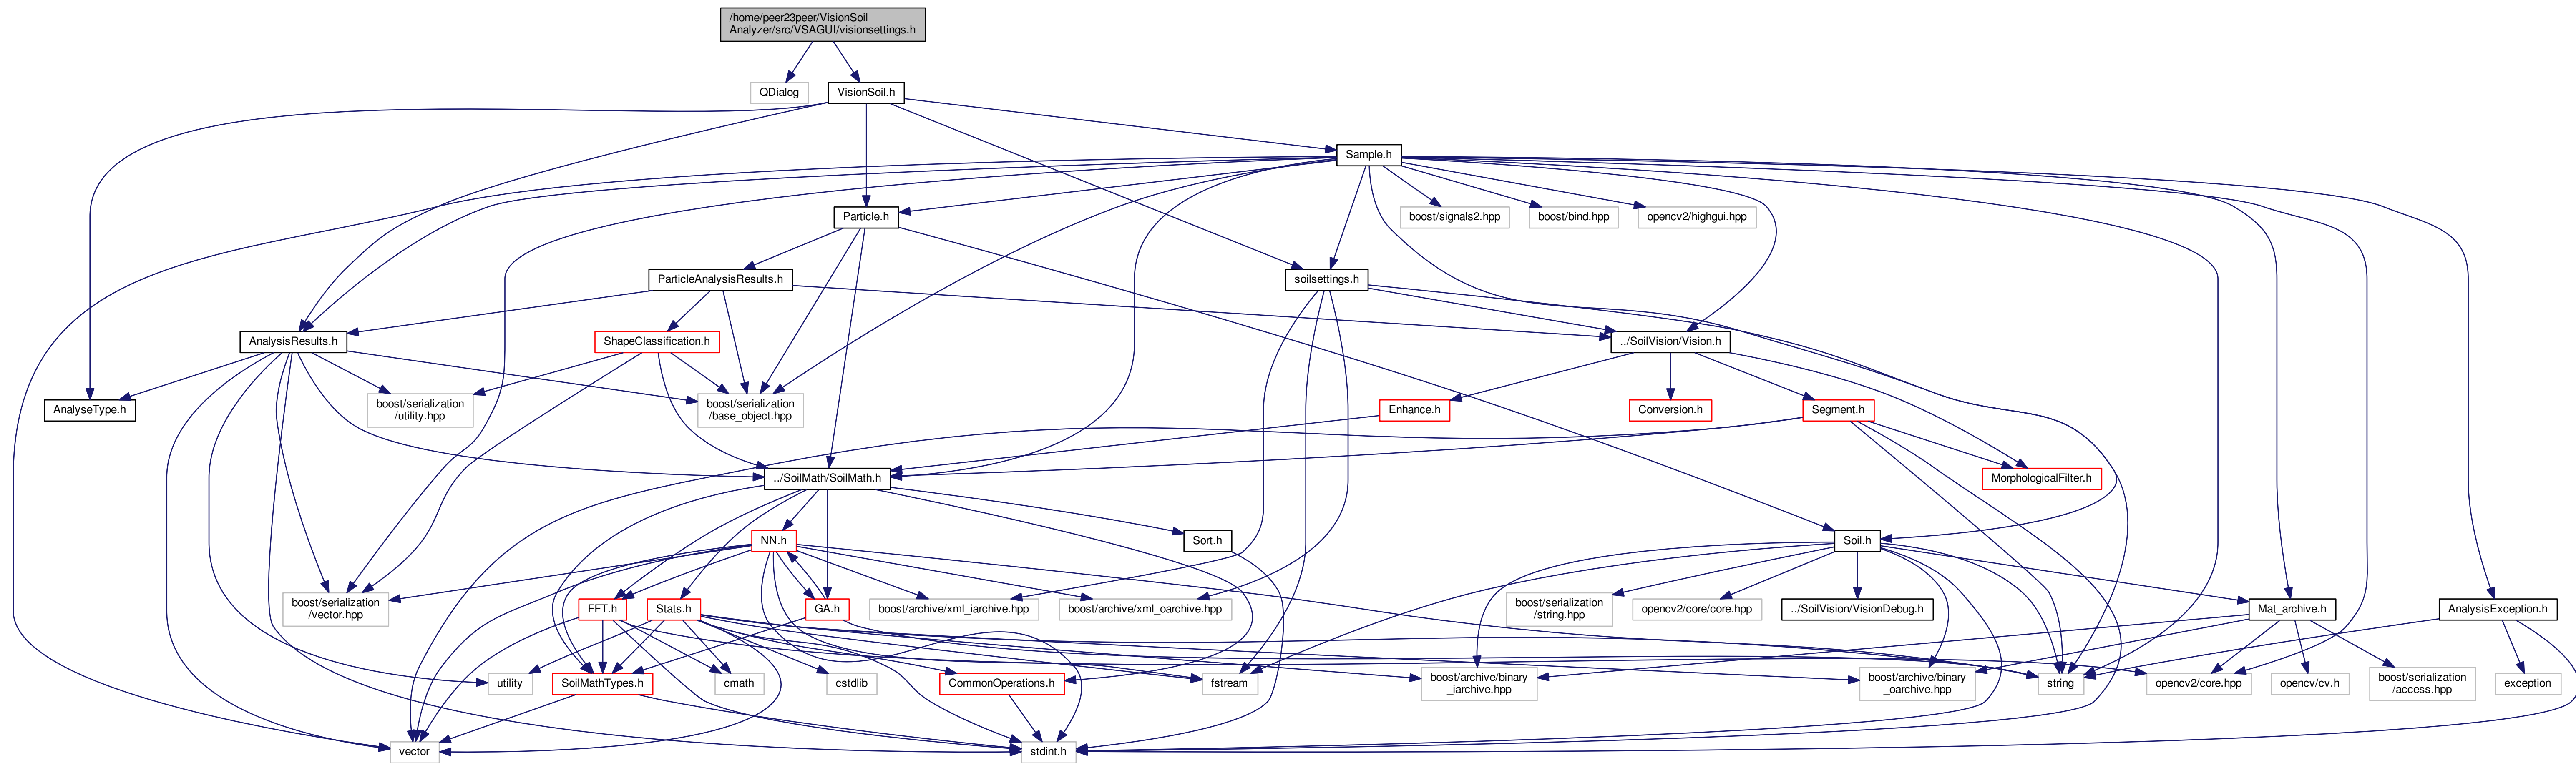 /home/peer23peer/VisionSoil
Analyzer/src/VSAGUI/visionsettings.h
QDialog
VisionSoil.h
Sample.h
Particle.h
boost/signals2.hpp
boost/bind.hpp
opencv2/highgui.hpp
ParticleAnalysisResults.h
soilsettings.h
AnalysisResults.h
ShapeClassification.h
../SoilVision/Vision.h
AnalyseType.h
boost/serialization
/utility.hpp
boost/serialization
/base_object.hpp
Enhance.h
Conversion.h
Segment.h
../SoilMath/SoilMath.h
MorphologicalFilter.h
NN.h
Sort.h
Soil.h
boost/serialization
/vector.hpp
FFT.h
Stats.h
GA.h
boost/archive/xml_iarchive.hpp
boost/archive/xml_oarchive.hpp
boost/serialization
/string.hpp
opencv2/core/core.hpp
../SoilVision/VisionDebug.h
Mat_archive.h
AnalysisException.h
utility
SoilMathTypes.h
cmath
cstdlib
CommonOperations.h
fstream
boost/archive/binary
_iarchive.hpp
boost/archive/binary
_oarchive.hpp
string
opencv2/core.hpp
opencv/cv.h
boost/serialization
/access.hpp
exception
vector
stdint.h